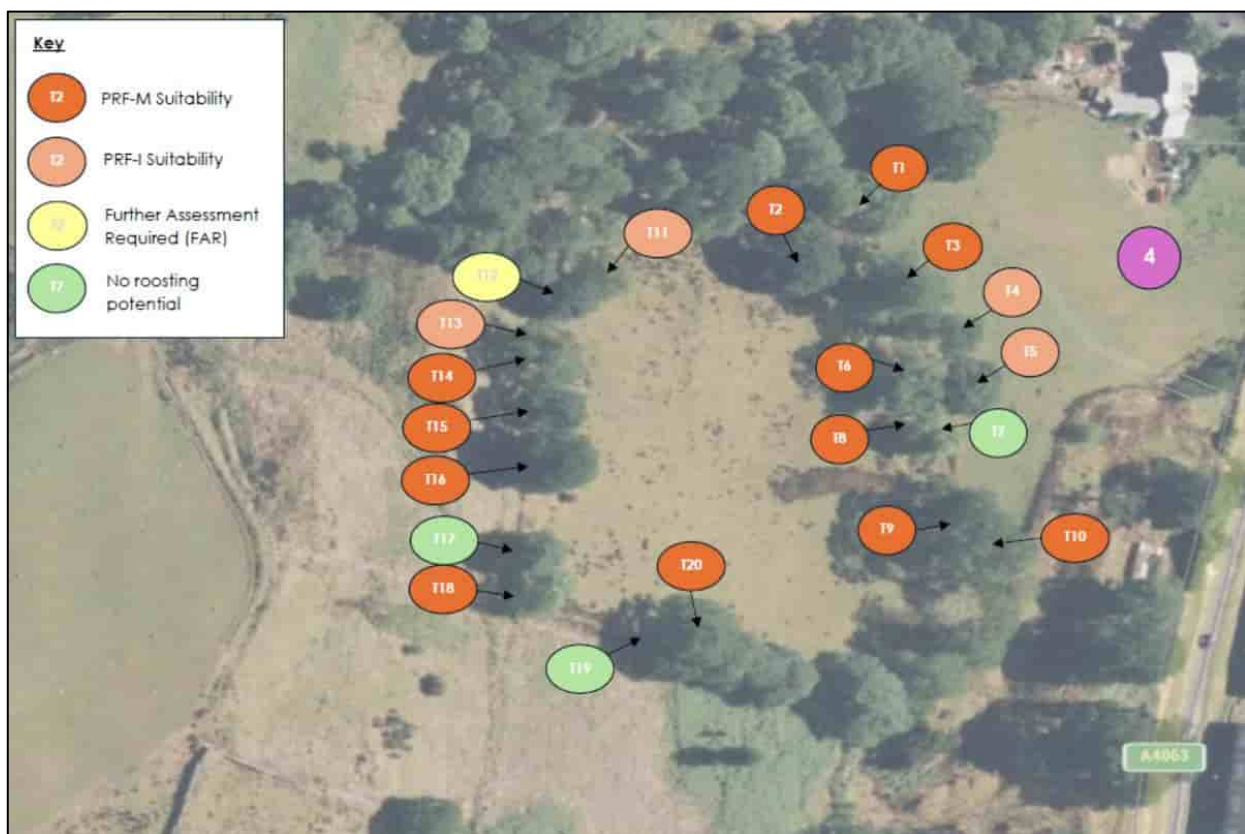 Key
T2 PRF-M Suitability
T2 PRF-I Suitability
T2 Further Assessment
Required (FAR)
T7 No roosting
potential
T1
T2
T11
T3
T12
T4
4
T13
T5
T6
T14
T15
T8
T7
T16
T9
T10
T17
T20
T18
T19
A4063